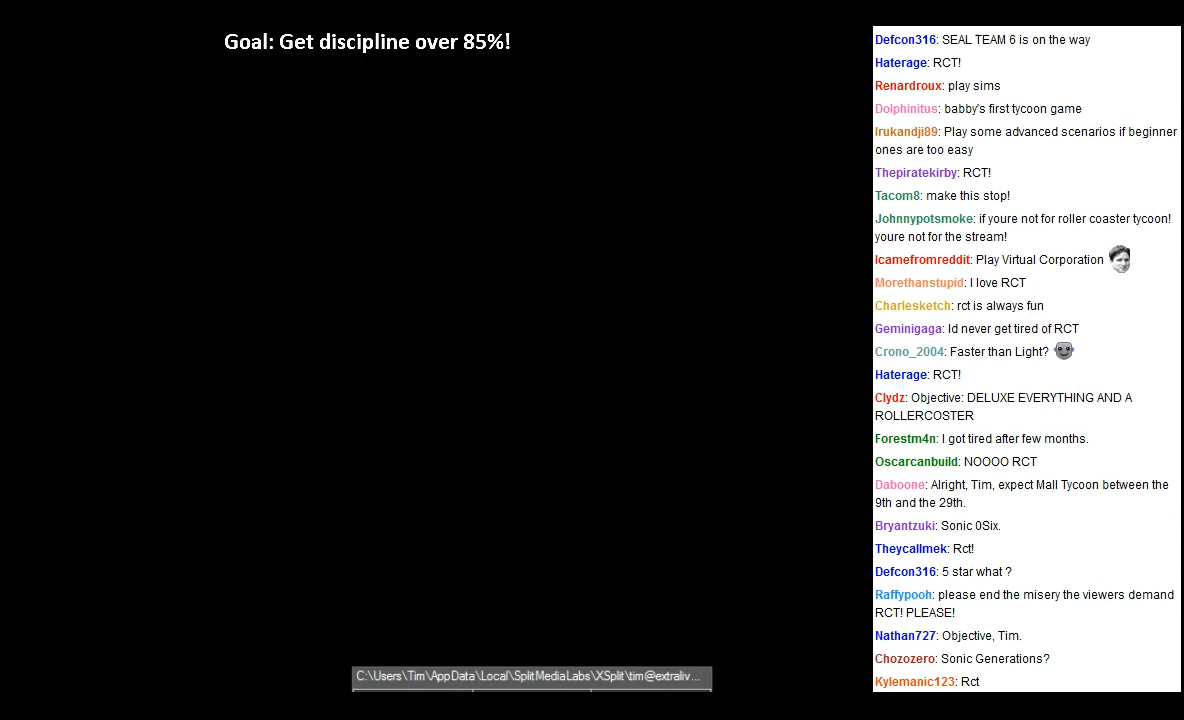 Goal: Get discipline over 85%!
Defcon316: SEAL TEAM 6 is on the way
Haterage: RCT!
Renardroux: play sims
Dolphinitus: babby's first tycoon game
Irukandji89: Play some advanced scenarios if beginner
ones are too easy
Thepiratekirby: RCT!
Tacom8: make this stop!
Johnnypotsmoke: if youre not for roller coaster tycoon!
youre not for the stream!
Icamefromreddit: Play Virtual Corporation
Morethanstupid: I love RCT
Charlesketch: rct is always fun
Geminigaga: Id never get tired of RCT
Crono_2004: Faster than Light?
Haterage: RCT!
Clydz: Objective: DELUXE EVERYTHING AND A
ROLLERCOSTER
Forestm4n: I got tired after few months.
Oscarcanbuild: NOOOO RCT
Daboone: Alright, Tim, expect Mall Tycoon between the
9th and the 29th.
Bryantzuki: Sonic 0Six.
Theycallmek: Rct!
Defcon316: 5 star what ?
Raffypooh: please end the misery the viewers demand
RCT! PLEASE!
Nathan727: Objective, Tim.
Chozozero: Sonic Generations?
Kylemanic123: Rct
C:\Users\Tim\AppData\Local\SplitMediaLabs\XSplit\tim@extraliv...